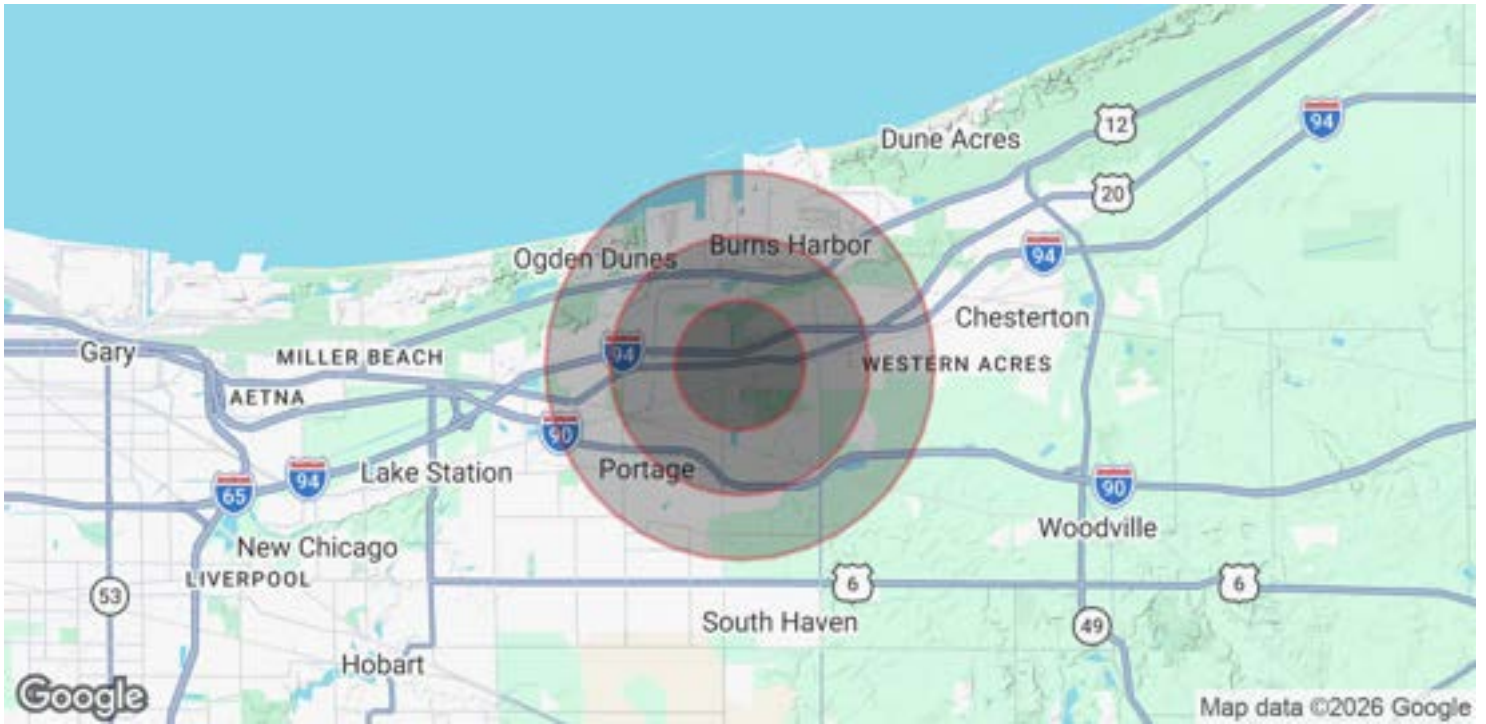 12
Dune Acres
94
20
Burns Harbor
Ogden Dunes
94
Chesterton
Gary
MILLER BEACH
94
WESTERN ACRES
AETNA
90
Portage
Lake Station
94
65
90
Woodville
New Chicago
LIVERPOOL
53
6
6
South Haven
49
Hobart
Google
Map data ©2026 Google